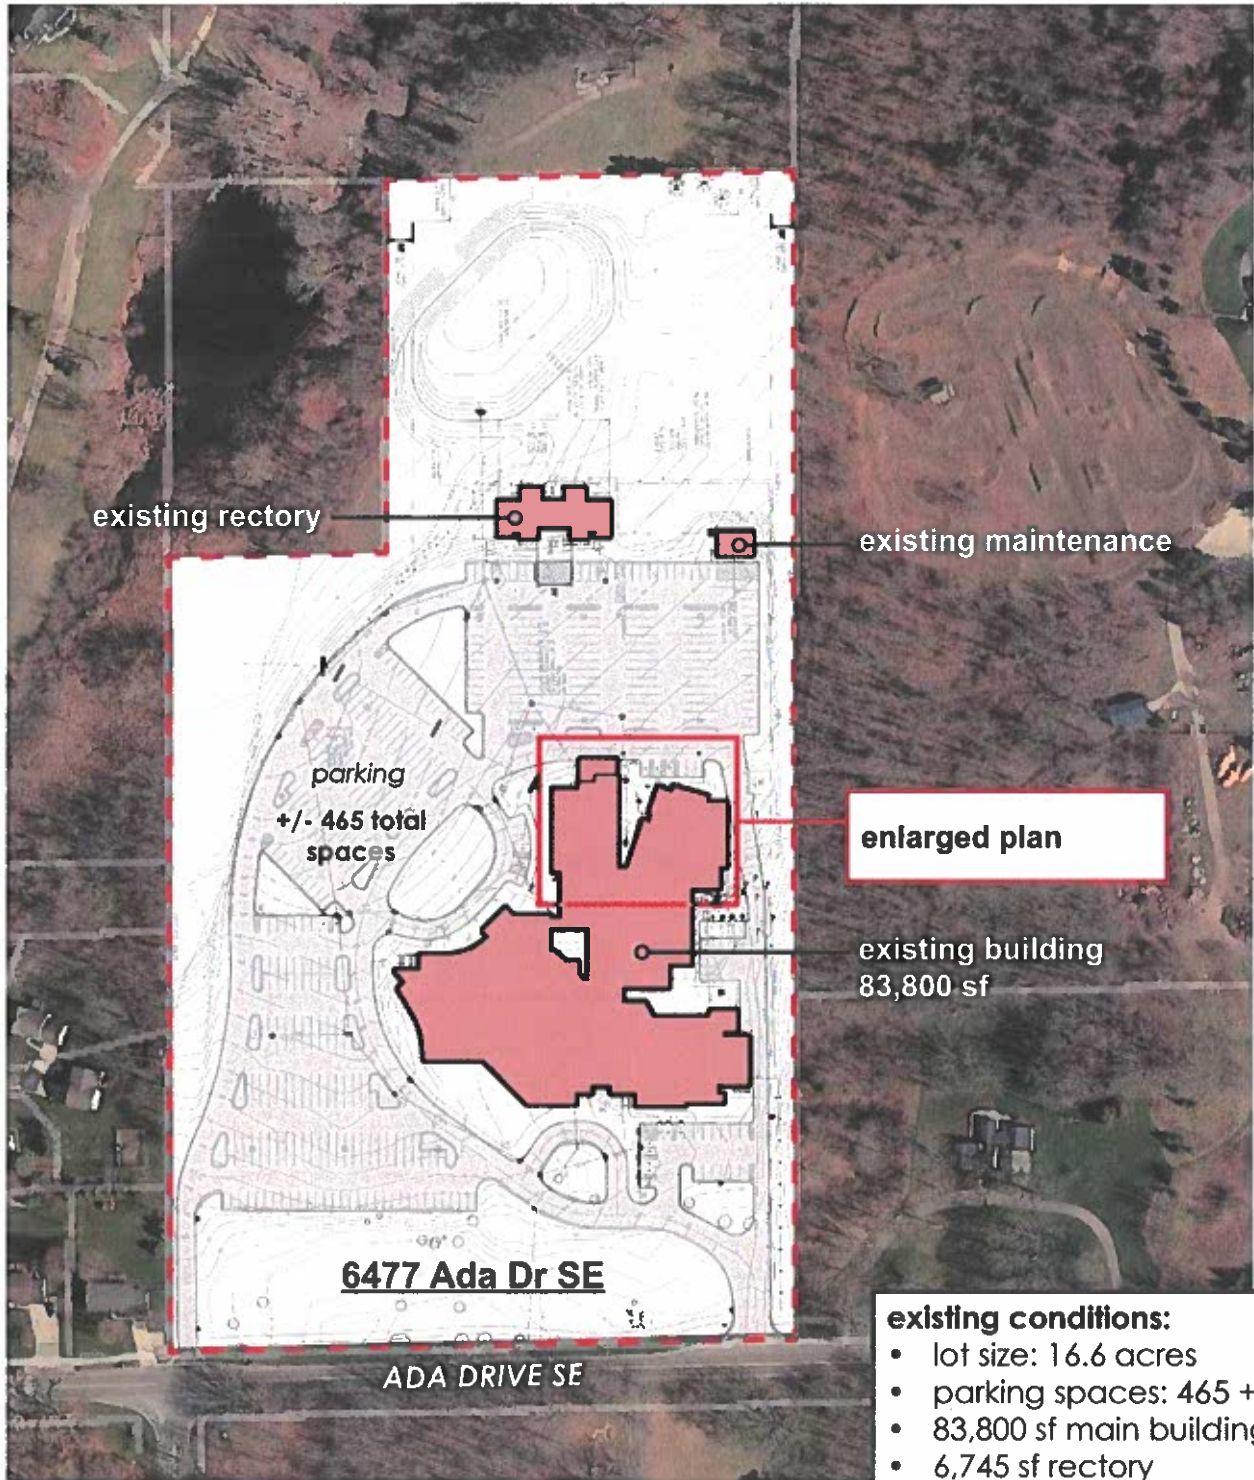 existing rectory
existing maintenance
parking
+/- 465 total
spaces
enlarged plan
existing building
83,800 sf
6477 Ada Dr SE
ADA DRIVE SE
existing conditions:
• lot size: 16.6 acres
• parking spaces: 465 +
• 83,800 sf main building
• 6,745 sf rectory